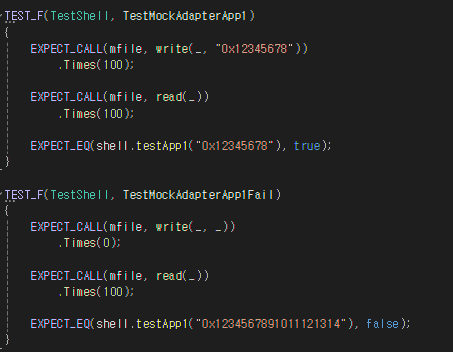 TEST_F(TestShell, TestMockAdapterApp1)
{
EXPECT_CALL(mfile, write(_, "0x12345678"))
.Times(100);
EXPECT_CALL(mfile, read(_))
.Times(100);
EXPECT_EQ(shell.testApp1("0x12345678"), true);
}
TEST_F(TestShell, TestMockAdapterApp1Fail)
{
EXPECT_CALL(mfile, write(_, _))
.Times(0);
EXPECT_CALL(mfile, read(_))
.Times(100);
EXPECT_EQ(shell.testApp1("0x1234567891011121314"), false);
}